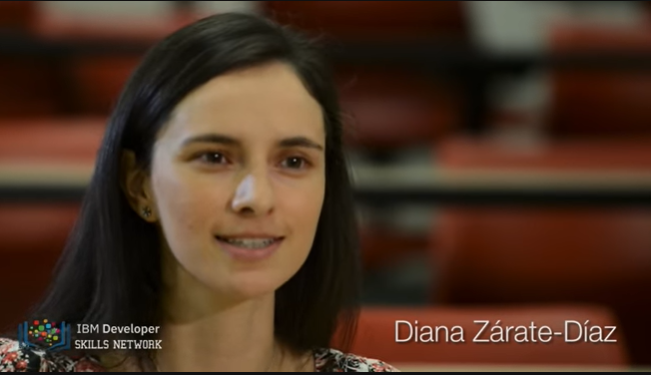 IBM Developer
SKILLS NETWORK
Diana Zárate-Díaz